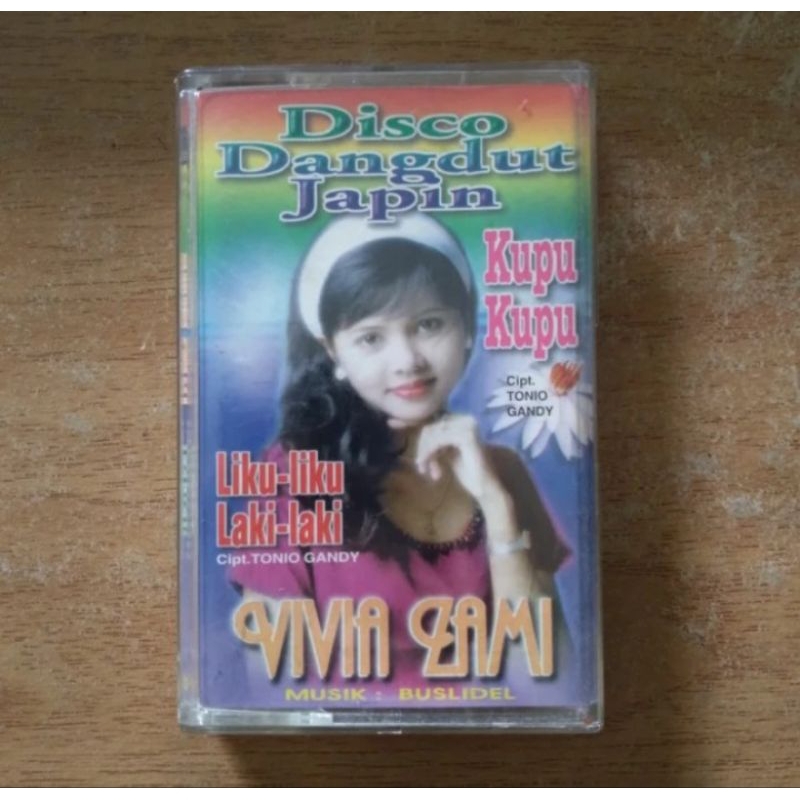 Disco
Dangdut
Japin
Kupu
Kupu
Cipt.
TONIO
GANDY
Liku-liku
Laki-laki
Cipt.TONIO GANDY
VIVIA ZAMI
MUSIK : BUSLIDEL